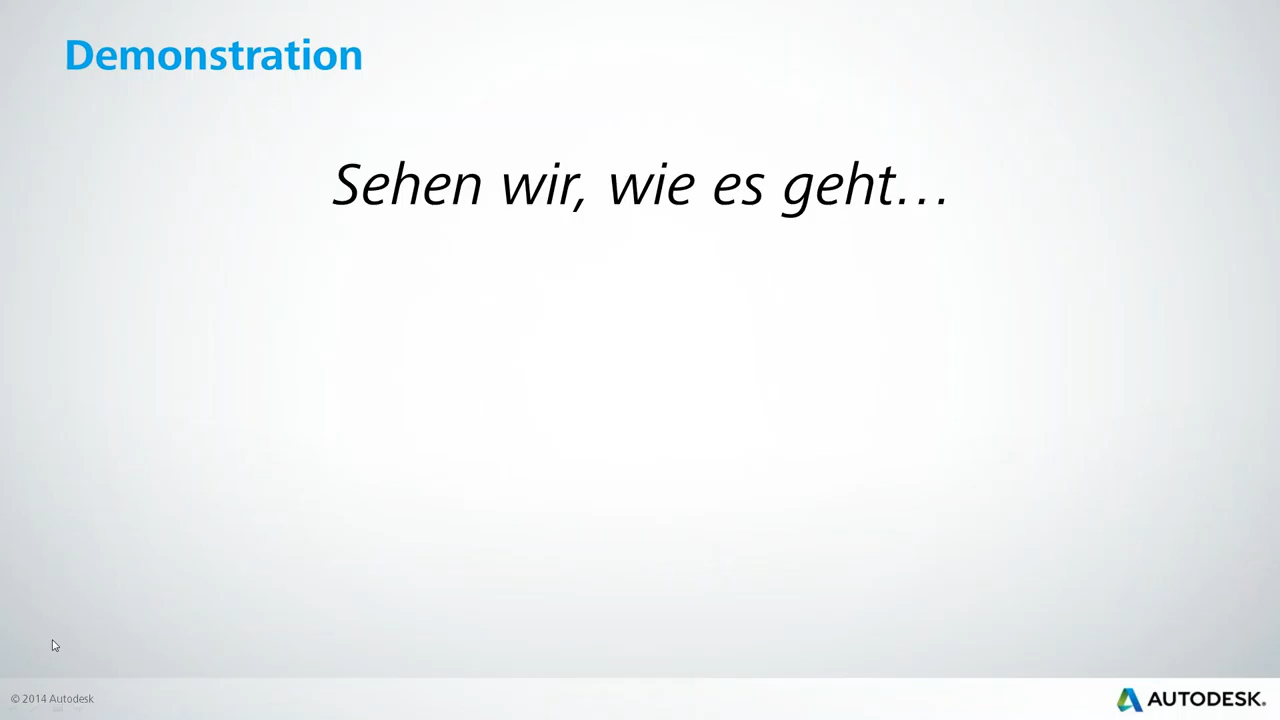 Demonstration
Sehen wir, wie es geht…
© 2014 Autodesk
AUTODESK.